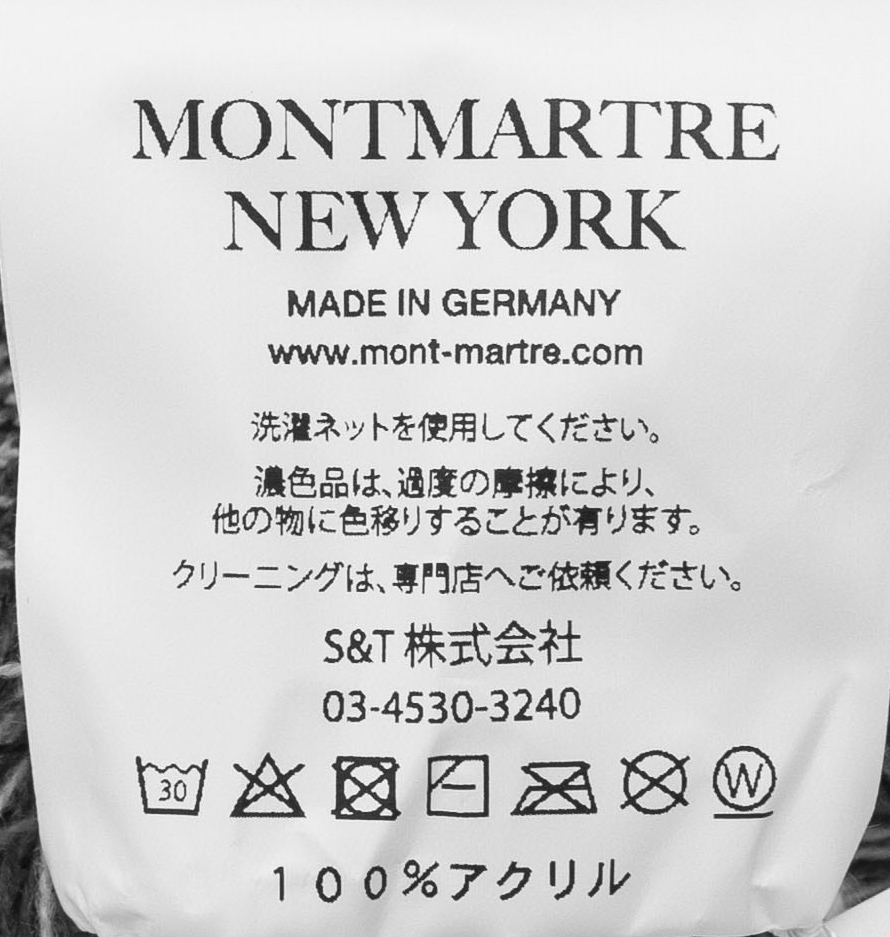 MONTMARTRE
NEW YORK
MADE IN GERMANY
www.mont-martre.com
洗濯ネットを使用してください。
濃色品は、過度の摩擦により、
他の物に色移りすることが有ります。
クリーニングは、専門店へご依頼ください。
S&T 株式会社
03-4530-3240
30 W
100%アクリル